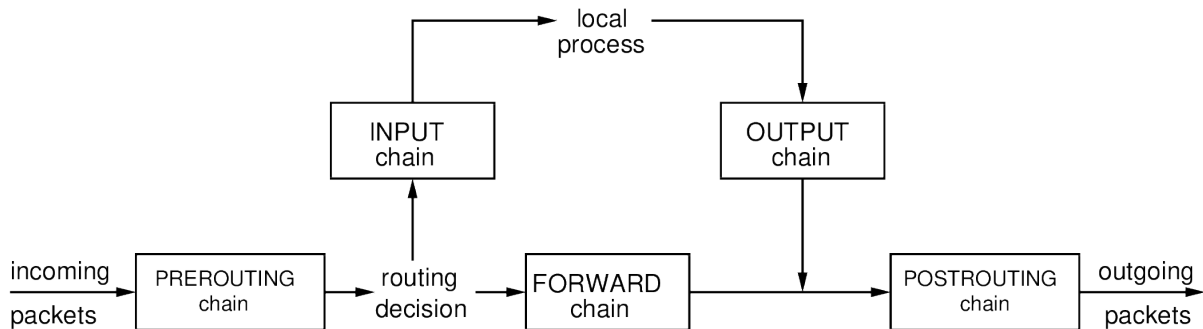 local
process
INPUT
chain
OUTPUT
chain
incoming
packets
PREROUTING
chain
routing
decision
FORWARD
chain
POSTROUTING
chain
outgoing
packets